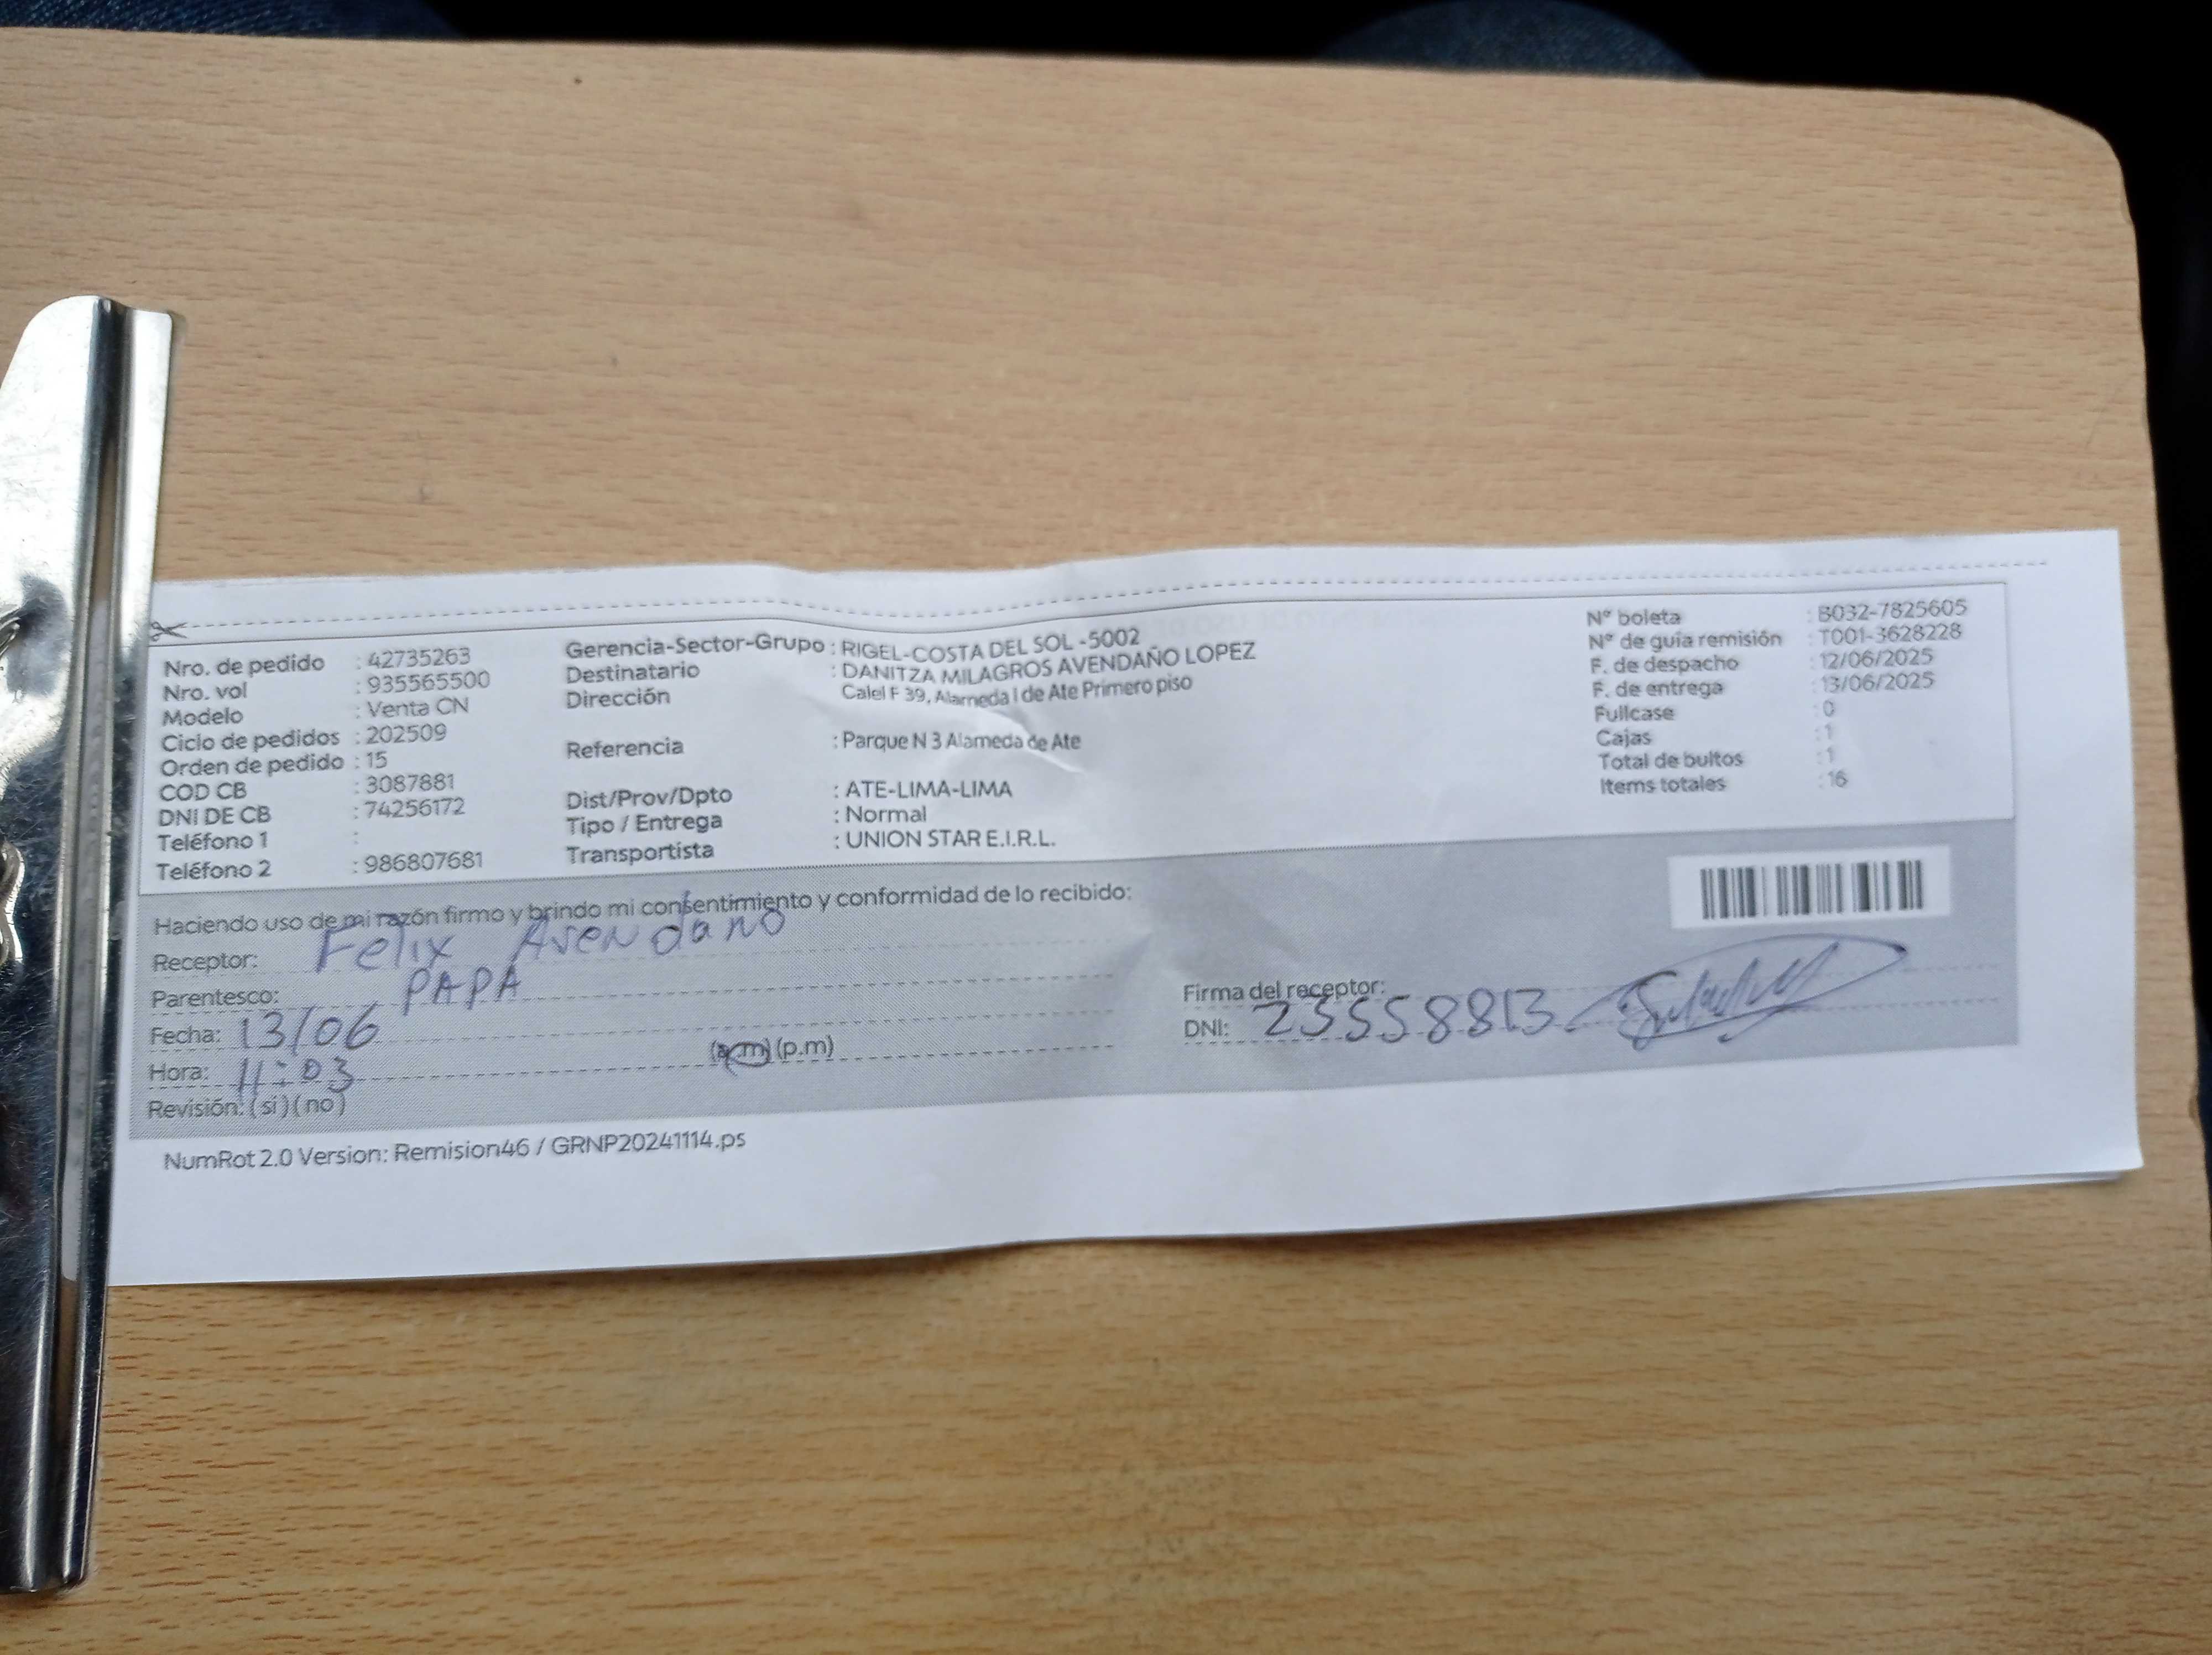 Nro. de pedido : 42735263
Nro. vol : 935565500
Modelo : Venta CN
Ciclo de pedidos : 202509
Orden de pedido : 15
COD CB : 3087881
DNI DE CB : 74256172
Teléfono 1 :
Teléfono 2 : 986807681
Gerencia-Sector-Grupo : RIGEL-COSTA DEL SOL -5002
Destinatario : DANITZA MILAGROS AVENDAÑO LOPEZ
Dirección Calel F 39, Alameda I de Ate Primero piso
Referencia : Parque N 3 Alameda de Ate
Dist/Prov/Dpto : ATE-LIMA-LIMA
Tipo / Entrega : Normal
Transportista : UNION STAR E.I.R.L.
Nº boleta : B032-7825605
Nº de guía remisión : T001-3628228
F. de despacho : 12/06/2025
F. de entrega : 13/06/2025
Fullcase : 0
Cajas : 1
Total de bultos : 1
Items totales : 16
Haciendo uso de mi razón firmo y brindo mi consentimiento y conformidad de lo recibido:
Receptor: Felix Avendaño
Parentesco: PAPA
Fecha: 13/06
Hora: 11:03 (a.m) (p.m)
Revisión: (si) (no)
Firma del receptor:
DNI: 23558813
NumRot 2.0 Version: Remision46 / GRNP20241114.ps